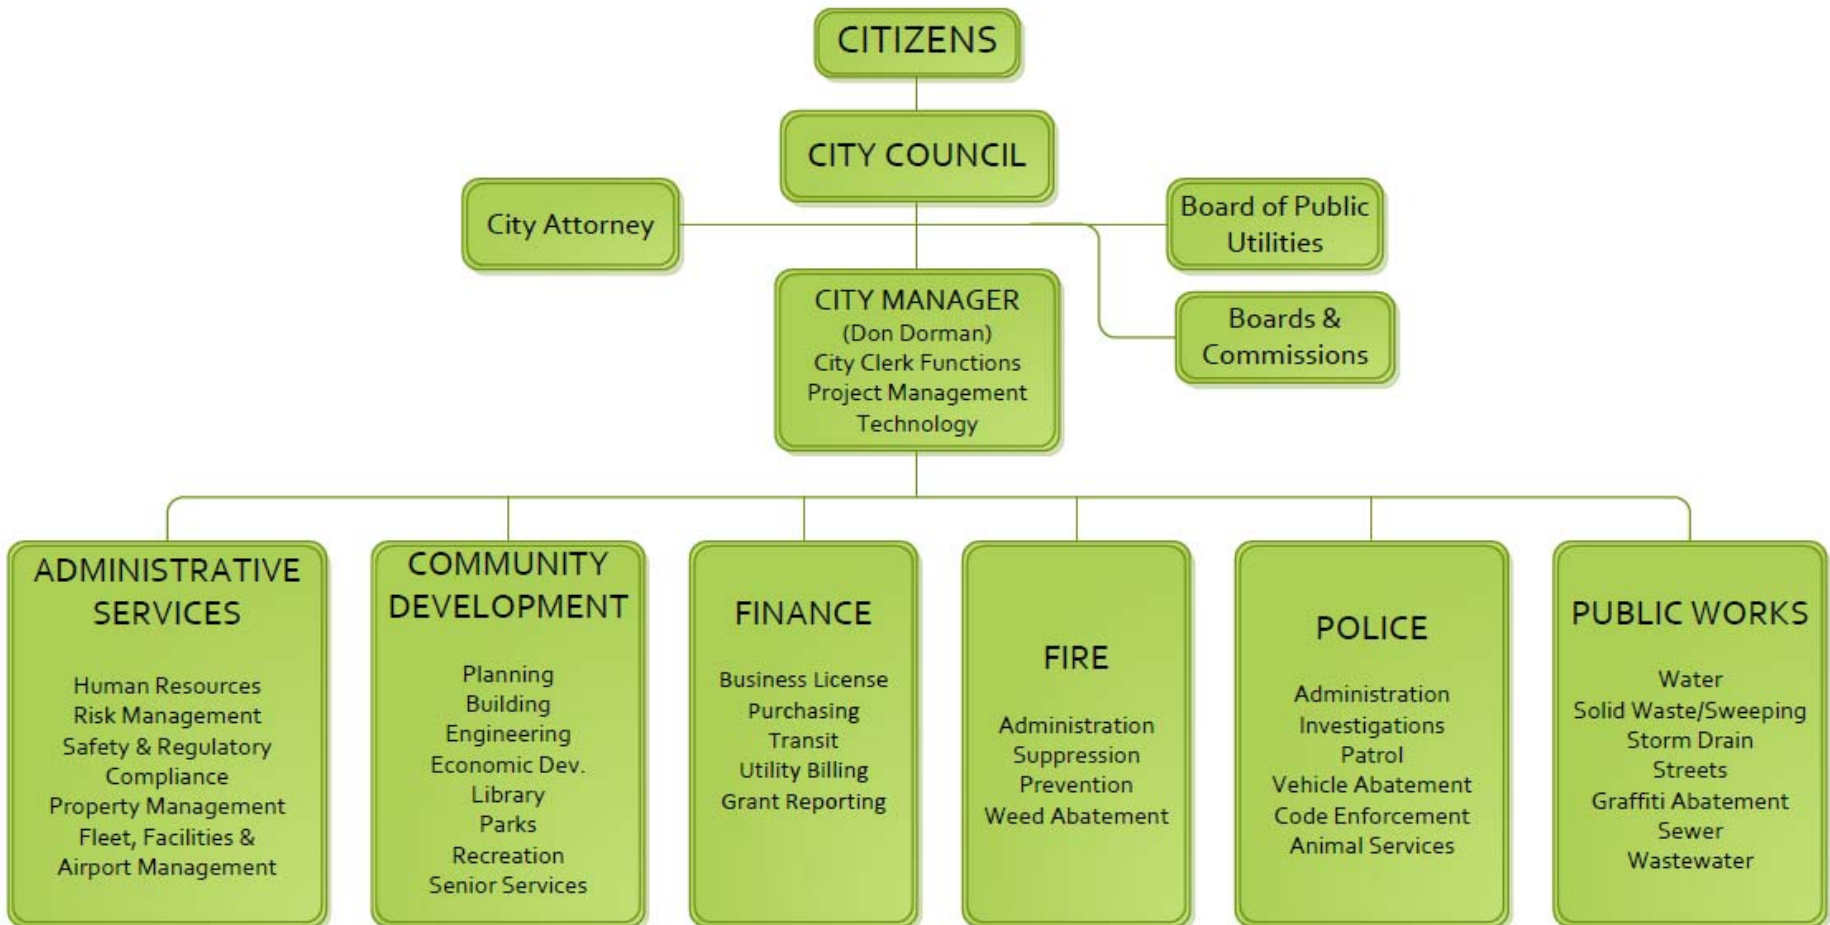 CITIZENS
CITY COUNCIL
City Attorney
Board of Public
Utilities
Boards &
Commissions
CITY MANAGER
(Don Dorman)
City Clerk Functions
Project Management
Technology
ADMINISTRATIVE
SERVICES
Human Resources
Risk Management
Safety & Regulatory
Compliance
Property Management
Fleet, Facilities &
Airport Management
COMMUNITY
DEVELOPMENT
Planning
Building
Engineering
Economic Dev.
Library
Parks
Recreation
Senior Services
FINANCE
Business License
Purchasing
Transit
Utility Billing
Grant Reporting
FIRE
Administration
Suppression
Prevention
Weed Abatement
POLICE
Administration
Investigations
Patrol
Vehicle Abatement
Code Enforcement
Animal Services
PUBLIC WORKS
Water
Solid Waste/Sweeping
Storm Drain
Streets
Graffiti Abatement
Sewer
Wastewater